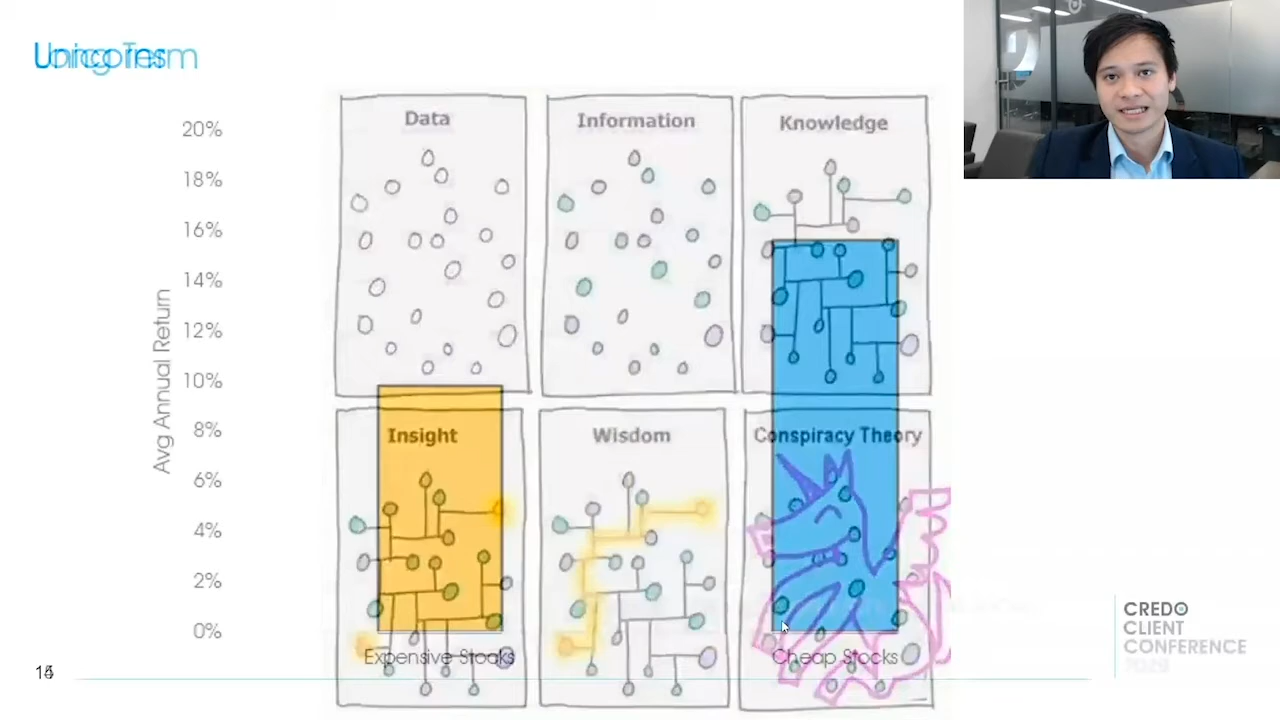 20%
18%
16%
14%
12%
10%
8%
6%
4%
2%
0%
Avg Annual Return
Data
Information
Knowledge
Insight
Wisdom
Conspiracy Theory
Expensive Stocks
Cheap Stocks
CREDO
CLIENT
CONFERENCE
2020